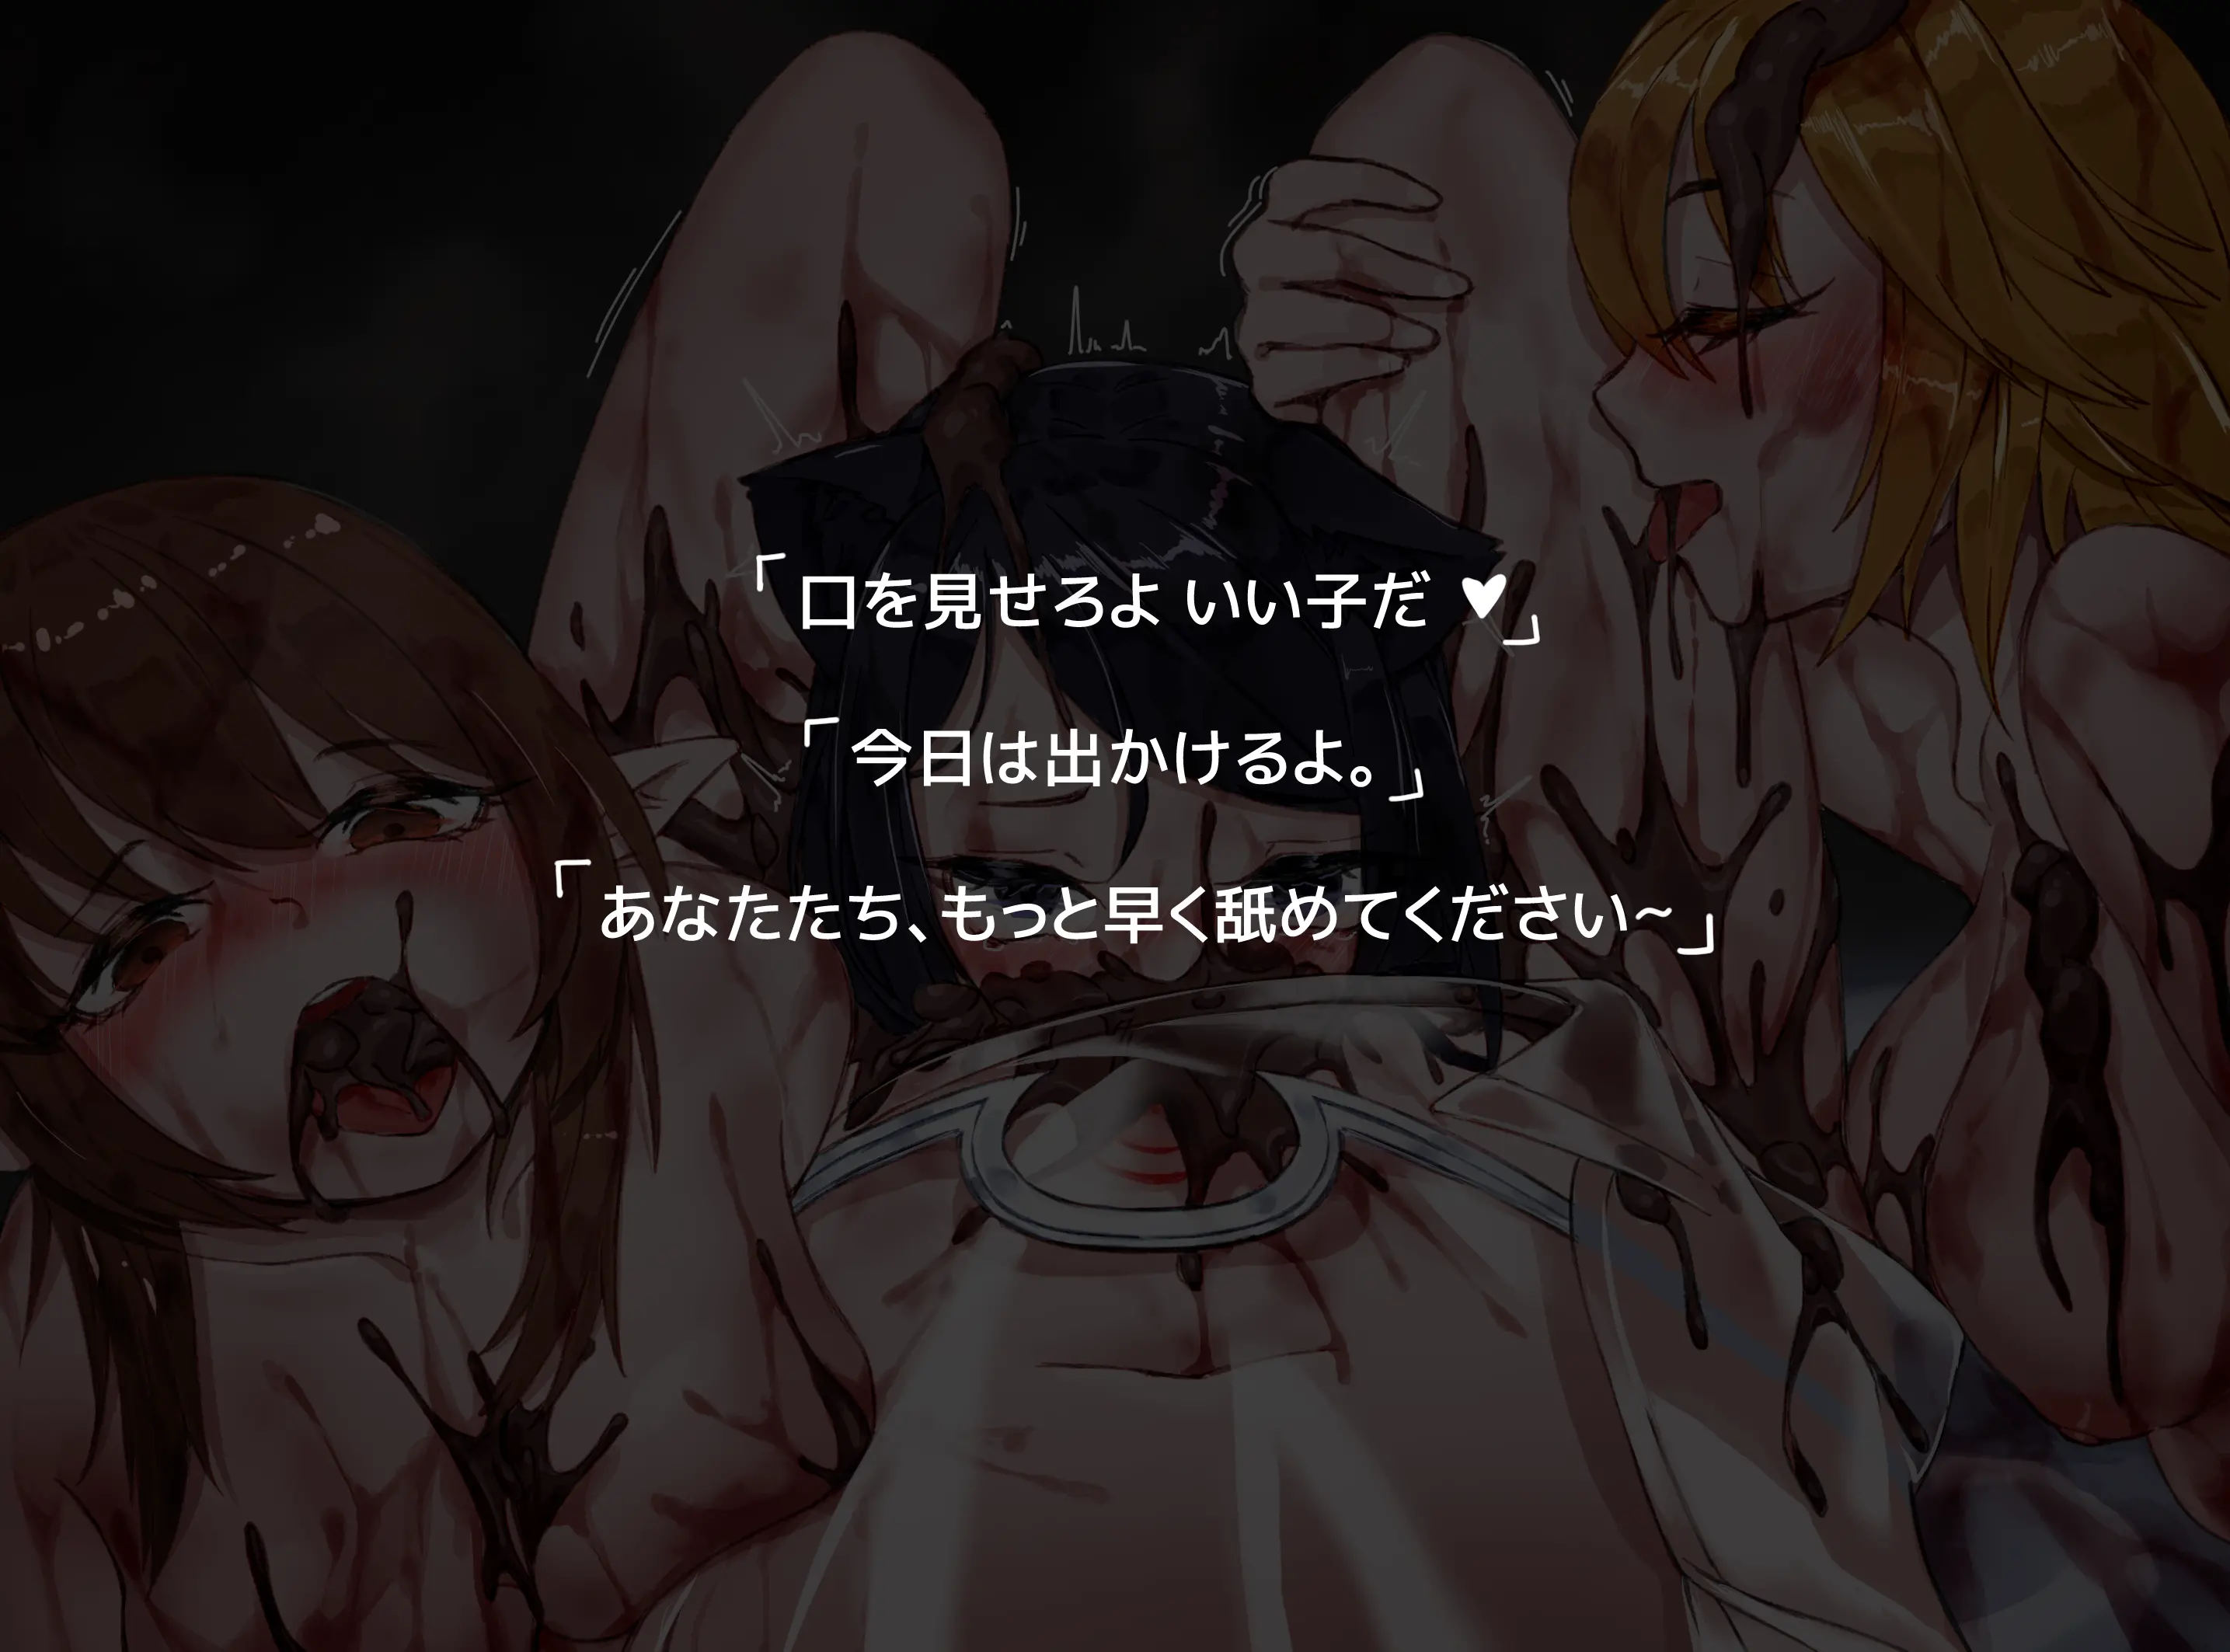 「口を見せろよ いい子だ ♥」
「今日は出かけるよ。」
「あなたたち、もっと早く舐めてください~」